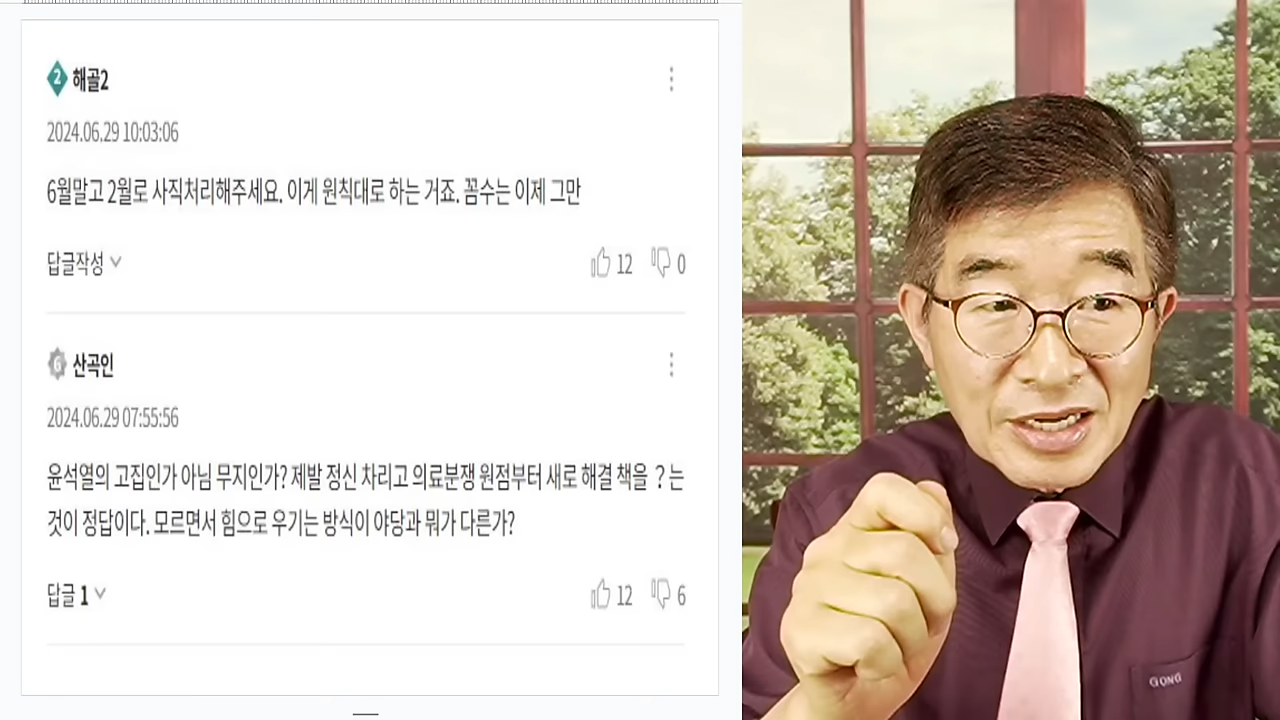 2 해골2
2024.06.29 10:03:06
6월말고 2월로 사직처리해주세요. 이게 원칙대로 하는 거죠. 꼼수는 이제 그만
답글작성 12 0
6 산곡인
2024.06.29 07:55:56
윤석열의 고집인가 아님 무지인가? 제발 정신 차리고 의료분쟁 원점부터 새로 해결 책을 ? 는
것이 정답이다. 모르면서 힘으로 우기는 방식이 야당과 뭐가 다른가?
답글 1 12 6
GONG